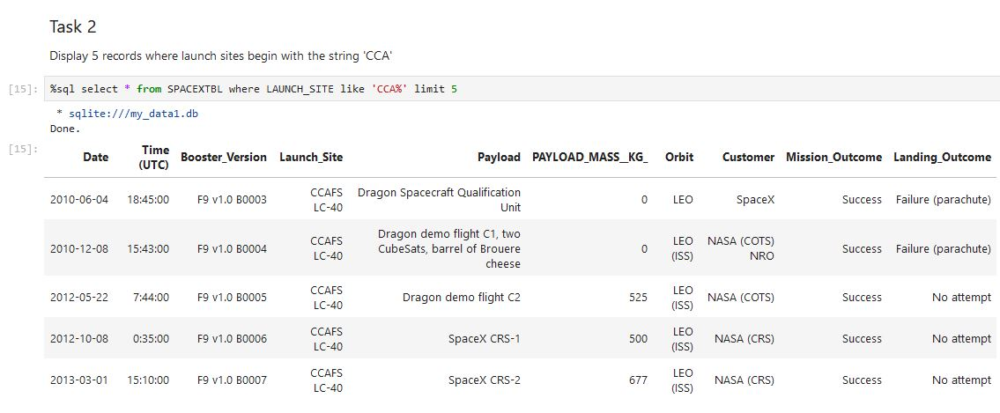 Task 2
Display 5 records where launch sites begin with the string 'CCA'
[15]: %sql select * from SPACEXTBL where LAUNCH_SITE like 'CCA%' limit 5
* sqlite:///my_data1.db
Done.
[15]:
Date Time (UTC) Booster_Version Launch_Site Payload PAYLOAD_MASS__KG_ Orbit Customer Mission_Outcome Landing_Outcome
2010-06-04 18:45:00 F9 v1.0 B0003 CCAFS LC-40 Dragon Spacecraft Qualification Unit 0 LEO SpaceX Success Failure (parachute)
2010-12-08 15:43:00 F9 v1.0 B0004 CCAFS LC-40 Dragon demo flight C1, two CubeSats, barrel of Brouere cheese 0 LEO (ISS) NASA (COTS) NRO Success Failure (parachute)
2012-05-22 7:44:00 F9 v1.0 B0005 CCAFS LC-40 Dragon demo flight C2 525 LEO (ISS) NASA (COTS) Success No attempt
2012-10-08 0:35:00 F9 v1.0 B0006 CCAFS LC-40 SpaceX CRS-1 500 LEO (ISS) NASA (CRS) Success No attempt
2013-03-01 15:10:00 F9 v1.0 B0007 CCAFS LC-40 SpaceX CRS-2 677 LEO (ISS) NASA (CRS) Success No attempt